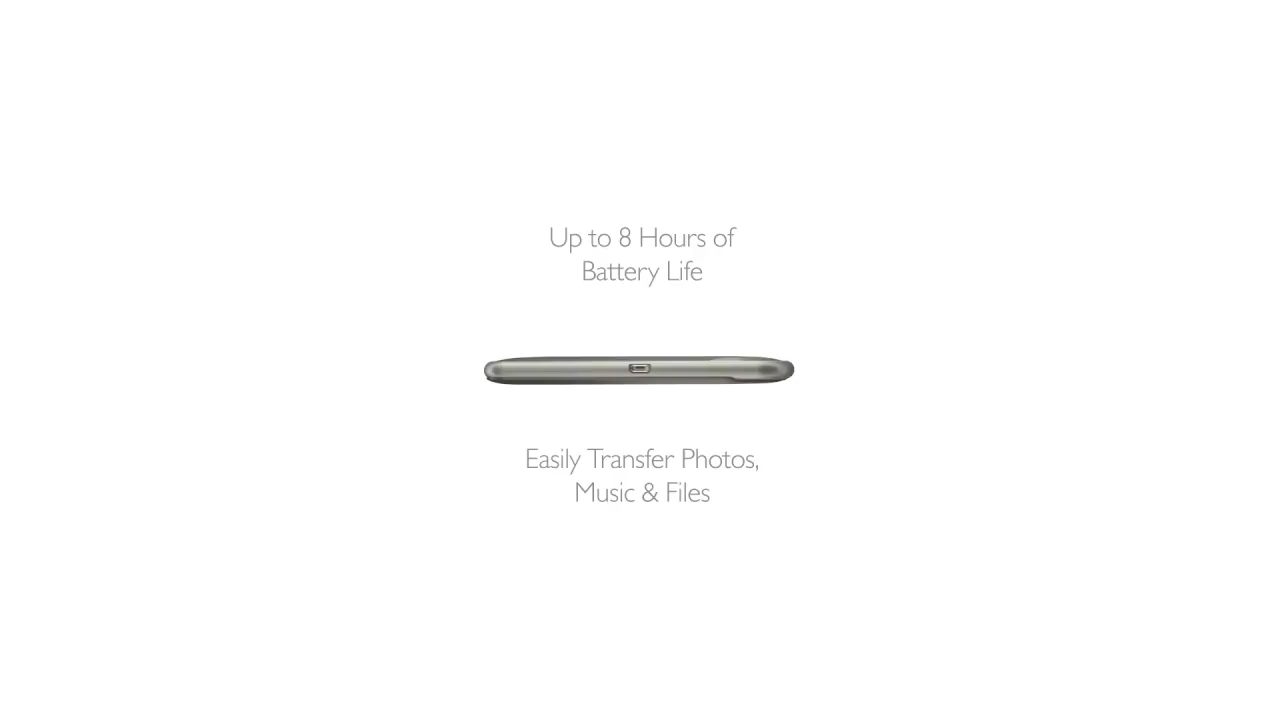 Up to 8 Hours of
Battery Life
Easily Transfer Photos,
Music & Files